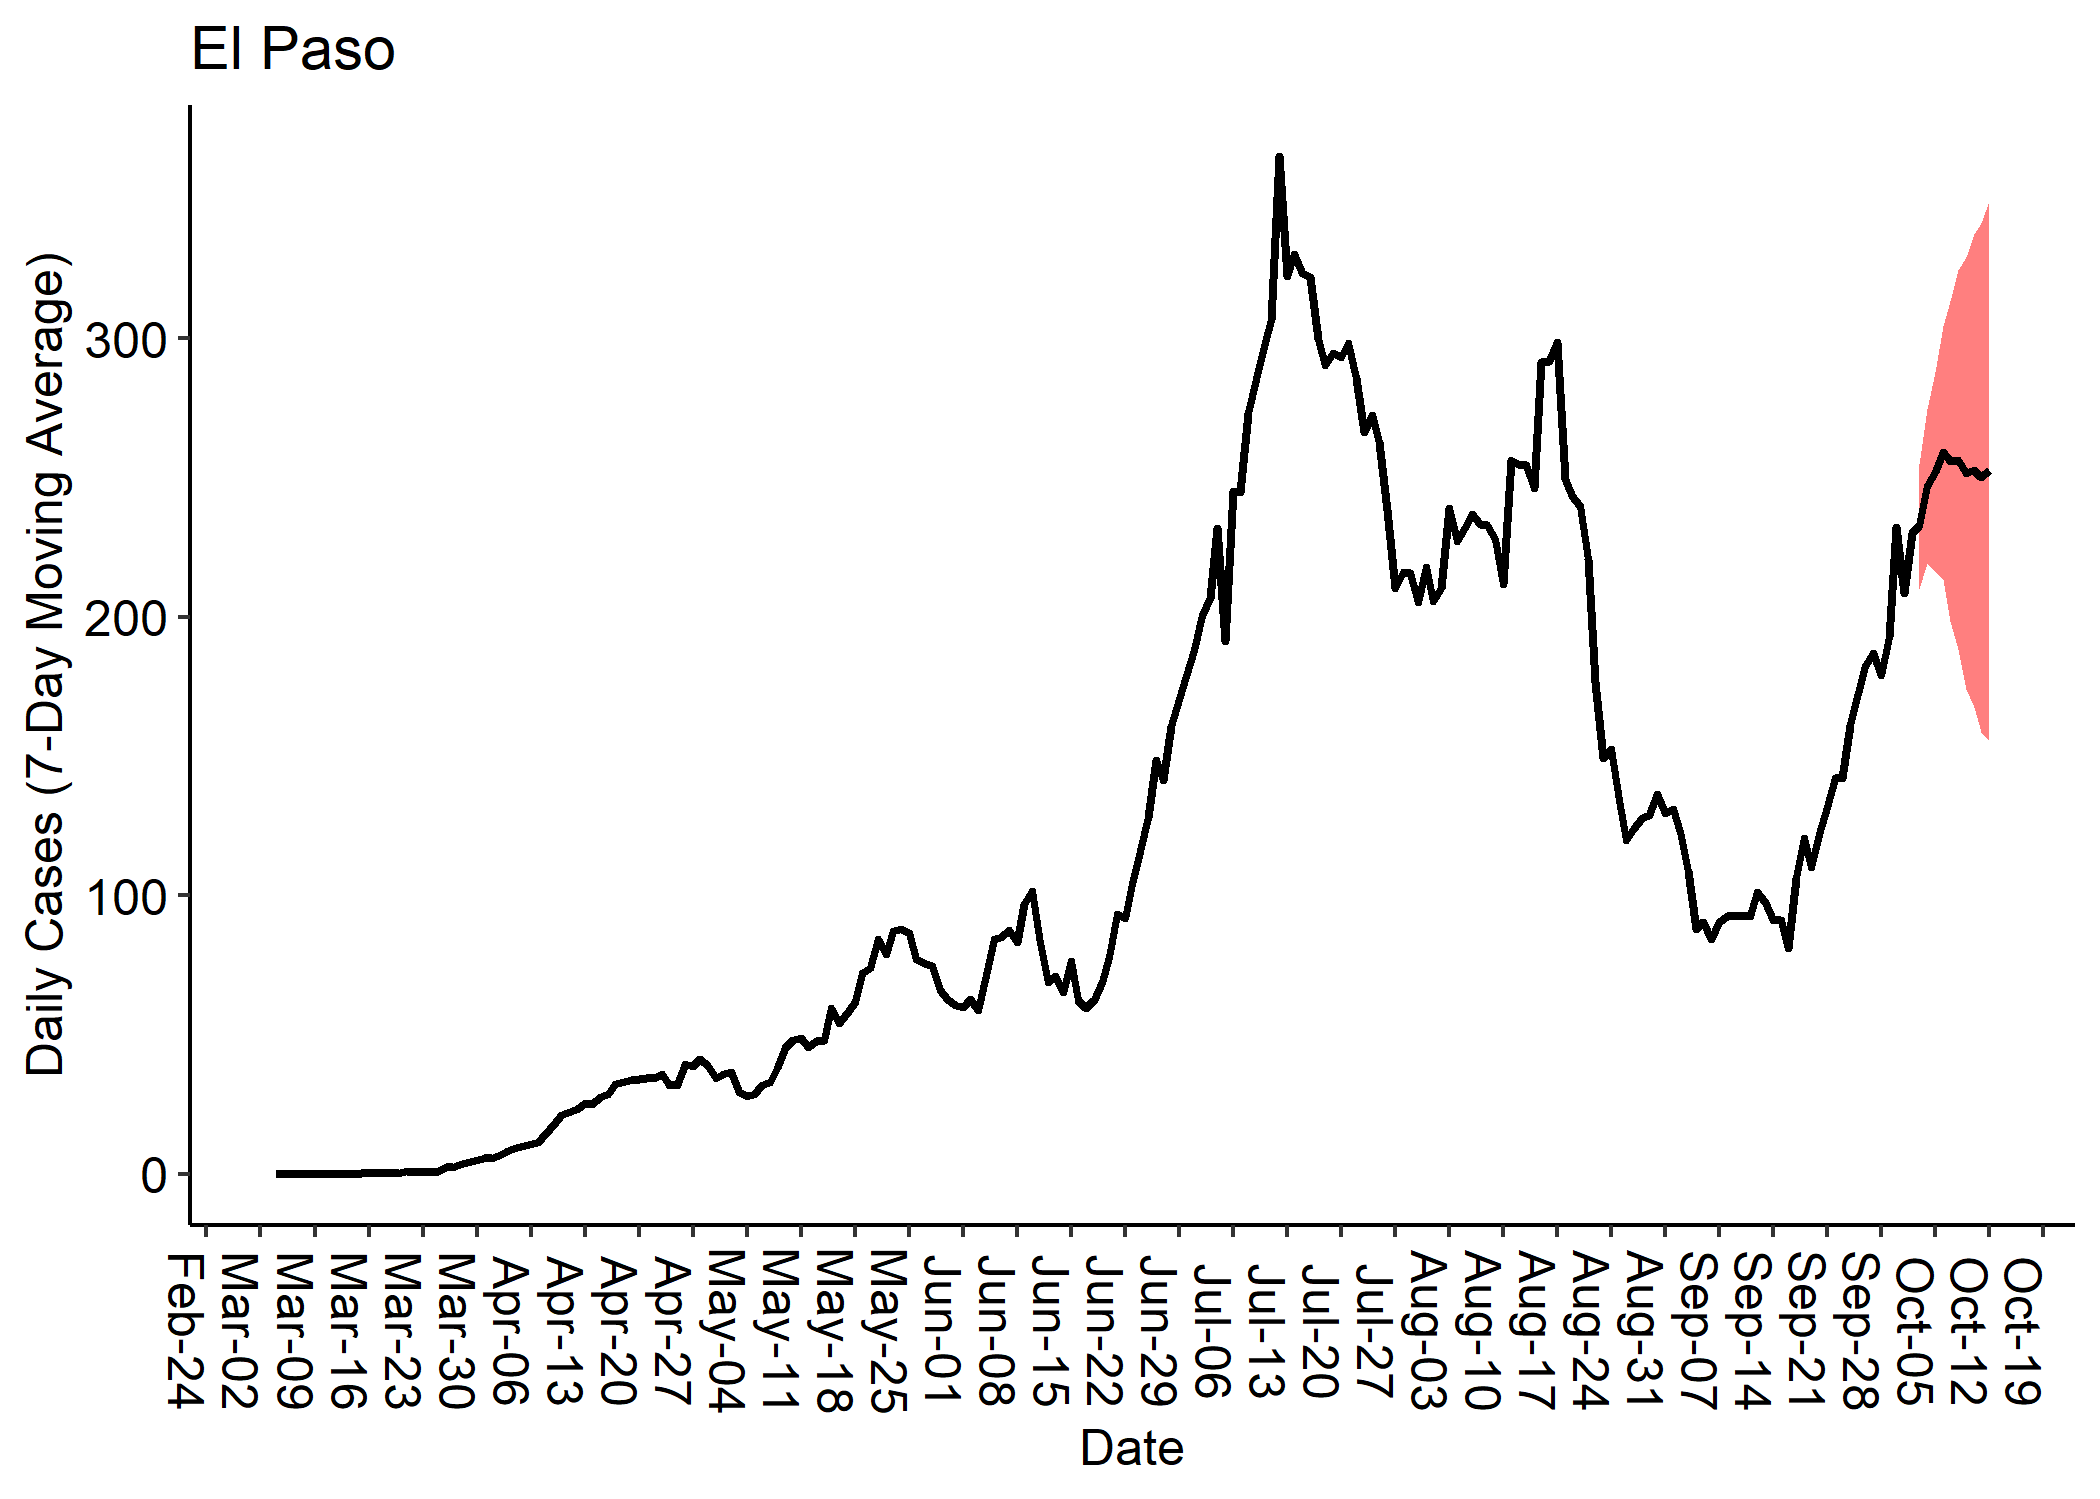 El Paso
Daily Cases (7-Day Moving Average)
300
200
100
0
Feb-24
Mar-02
Mar-09
Mar-16
Mar-23
Mar-30
Apr-06
Apr-13
Apr-20
Apr-27
May-04
May-11
May-18
May-25
Jun-01
Jun-08
Jun-15
Jun-22
Jun-29
Jul-06
Jul-13
Jul-20
Jul-27
Aug-03
Aug-10
Aug-17
Aug-24
Aug-31
Sep-07
Sep-14
Sep-21
Sep-28
Oct-05
Oct-12
Oct-19
Date